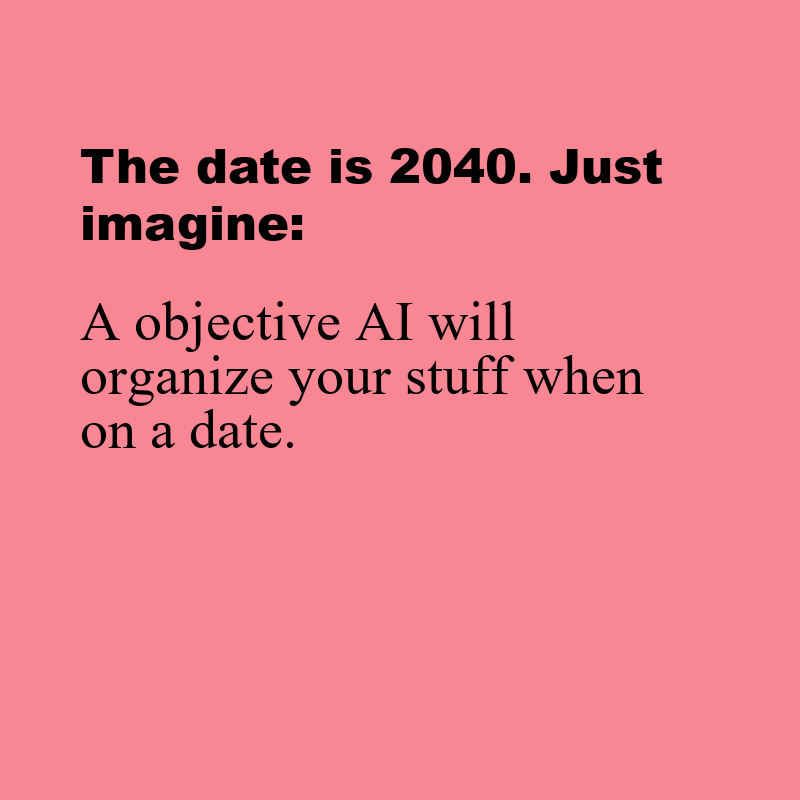 The date is 2040. Just
imagine:
A objective AI will
organize your stuff when
on a date.